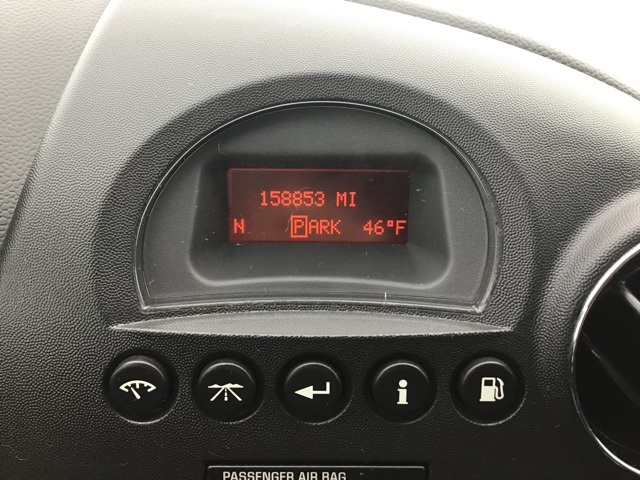 158853 MI
N PARK 46°F
PASSENGER AIR BAG